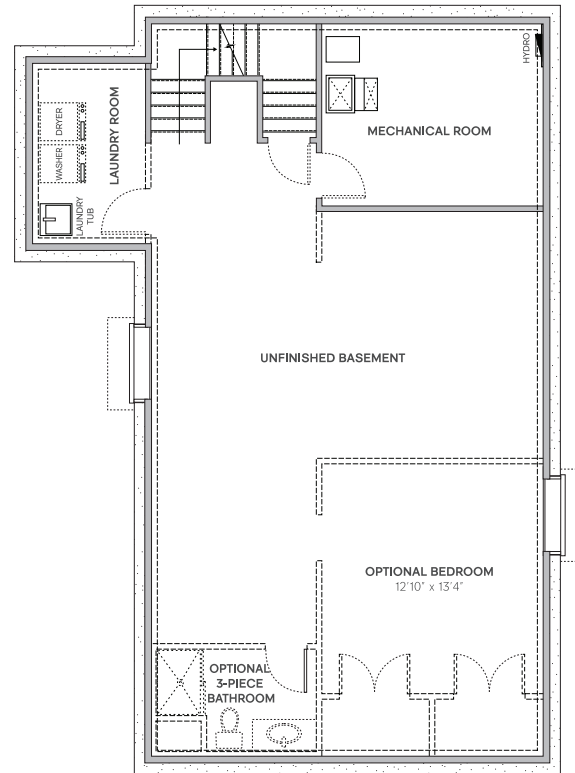 HYDRO
MECHANICAL ROOM
LAUNDRY ROOM
DRYER
WASHER
LAUNDRY
TUB
UNFINISHED BASEMENT
OPTIONAL BEDROOM
12'10" x 13'4"
OPTIONAL
3-PIECE
BATHROOM